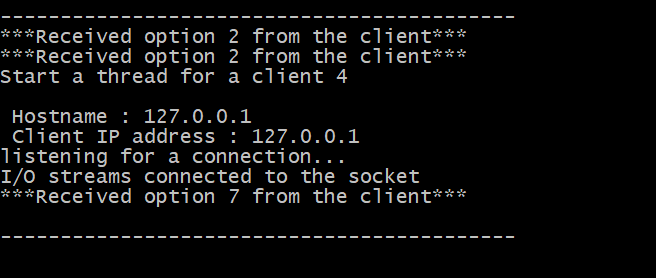 -------------------------------------------
***Received option 2 from the client***
***Received option 2 from the client***
Start a thread for a client 4
Hostname : 127.0.0.1
Client IP address : 127.0.0.1
listening for a connection...
I/O streams connected to the socket
***Received option 7 from the client***
-------------------------------------------